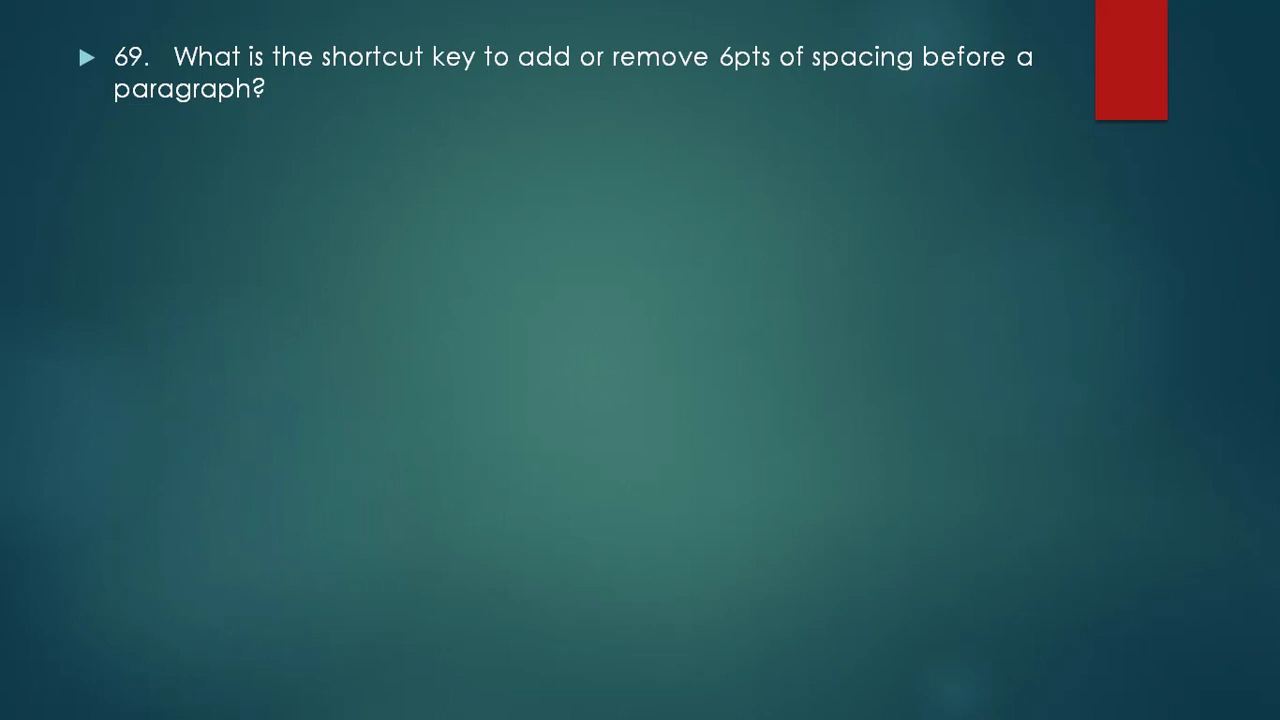 69. What is the shortcut key to add or remove 6pts of spacing before a
paragraph?